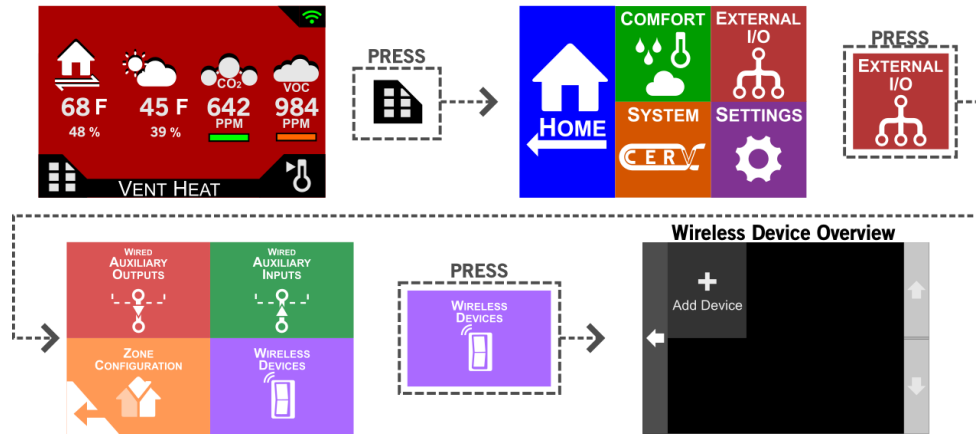 PRESS
CO₂
VOC
68 F
45 F
642
984
PPM
PPM
48 %
39 %
VENT HEAT
COMFORT
EXTERNAL
I/O
HOME
SYSTEM
SETTINGS
CERV
PRESS
EXTERNAL
I/O
WIRED
AUXILIARY
OUTPUTS
WIRED
AUXILIARY
INPUTS
ZONE
CONFIGURATION
WIRELESS
DEVICES
PRESS
WIRELESS
DEVICES
Wireless Device Overview
+
Add Device